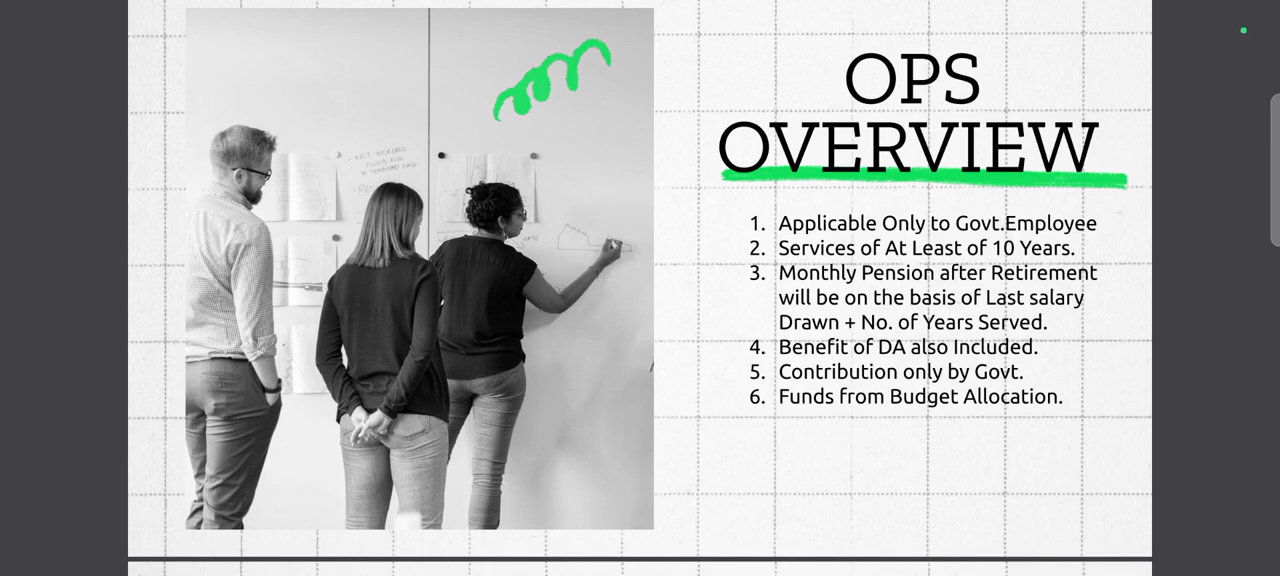 OPS
OVERVIEW
1. Applicable Only to Govt.Employee
2. Services of At Least of 10 Years.
3. Monthly Pension after Retirement
will be on the basis of Last salary
Drawn + No. of Years Served.
4. Benefit of DA also Included.
5. Contribution only by Govt.
6. Funds from Budget Allocation.